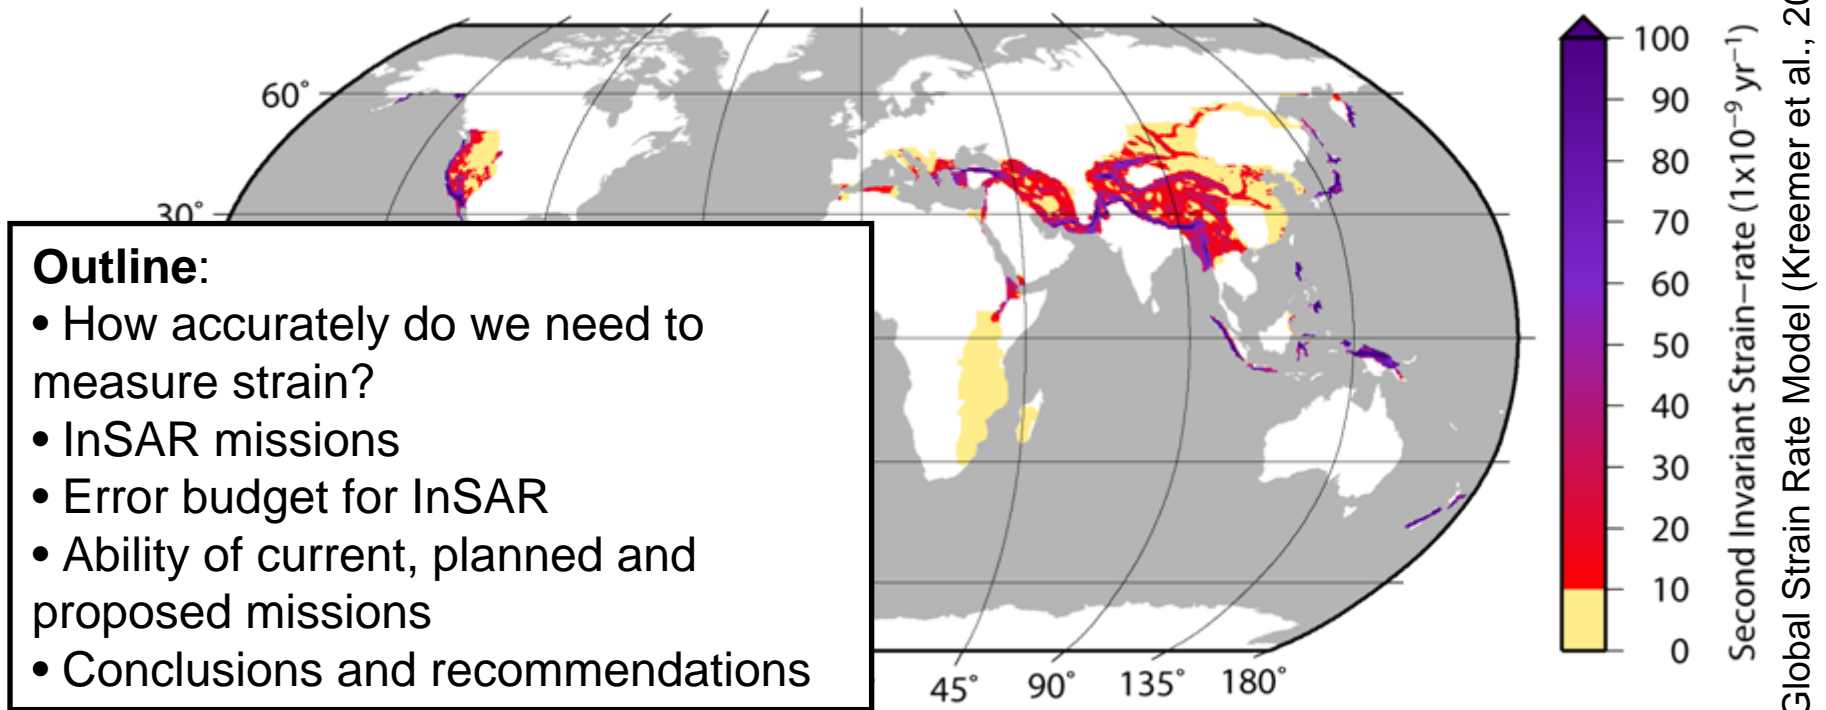 60°
30°
Outline:
• How accurately do we need to
measure strain?
• InSAR missions
• Error budget for InSAR
• Ability of current, planned and
proposed missions
• Conclusions and recommendations
45° 90° 135° 180°
100
90
80
70
60
50
40
30
20
10
0
Second Invariant Strain−rate (1x10⁻⁹ yr⁻¹)
Global Strain Rate Model (Kreemer et al.,